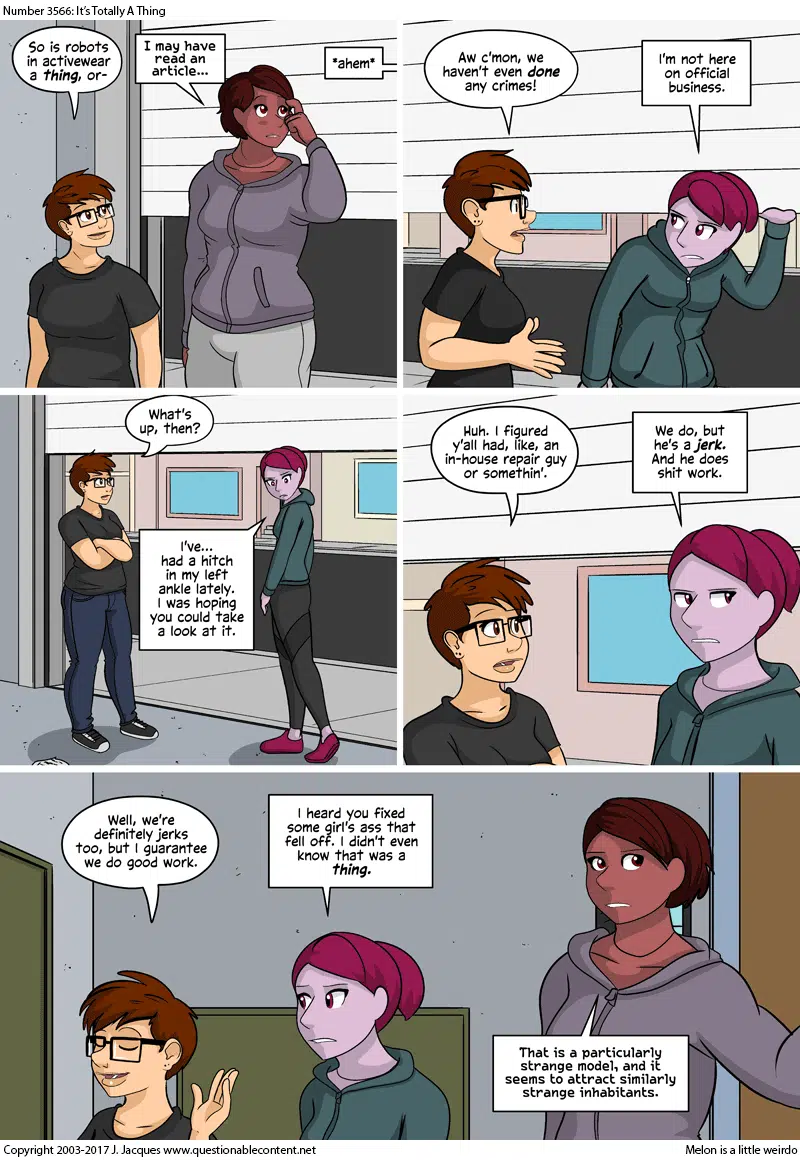 Number 3566: It's Totally A Thing
So is robots
in activewear
a thing, or-
I may have
read an
article...
*ahem*
Aw c'mon, we
haven't even done
any crimes!
I'm not here
on official
business.
What's
up, then?
I've...
had a hitch
in my left
ankle lately.
I was hoping
you could take
a look at it.
Huh. I figured
y'all had, like, an
in-house repair guy
or somethin'.
We do, but
he's a jerk.
And he does
shit work.
Well, we're
definitely jerks
too, but I guarantee
we do good work.
I heard you fixed
some girl's ass that
fell off. I didn't even
know that was a
thing.
That is a particularly
strange model, and it
seems to attract similarly
strange inhabitants.
Copyright 2003-2017 J. Jacques www.questionablecontent.net
Melon is a little weirdo